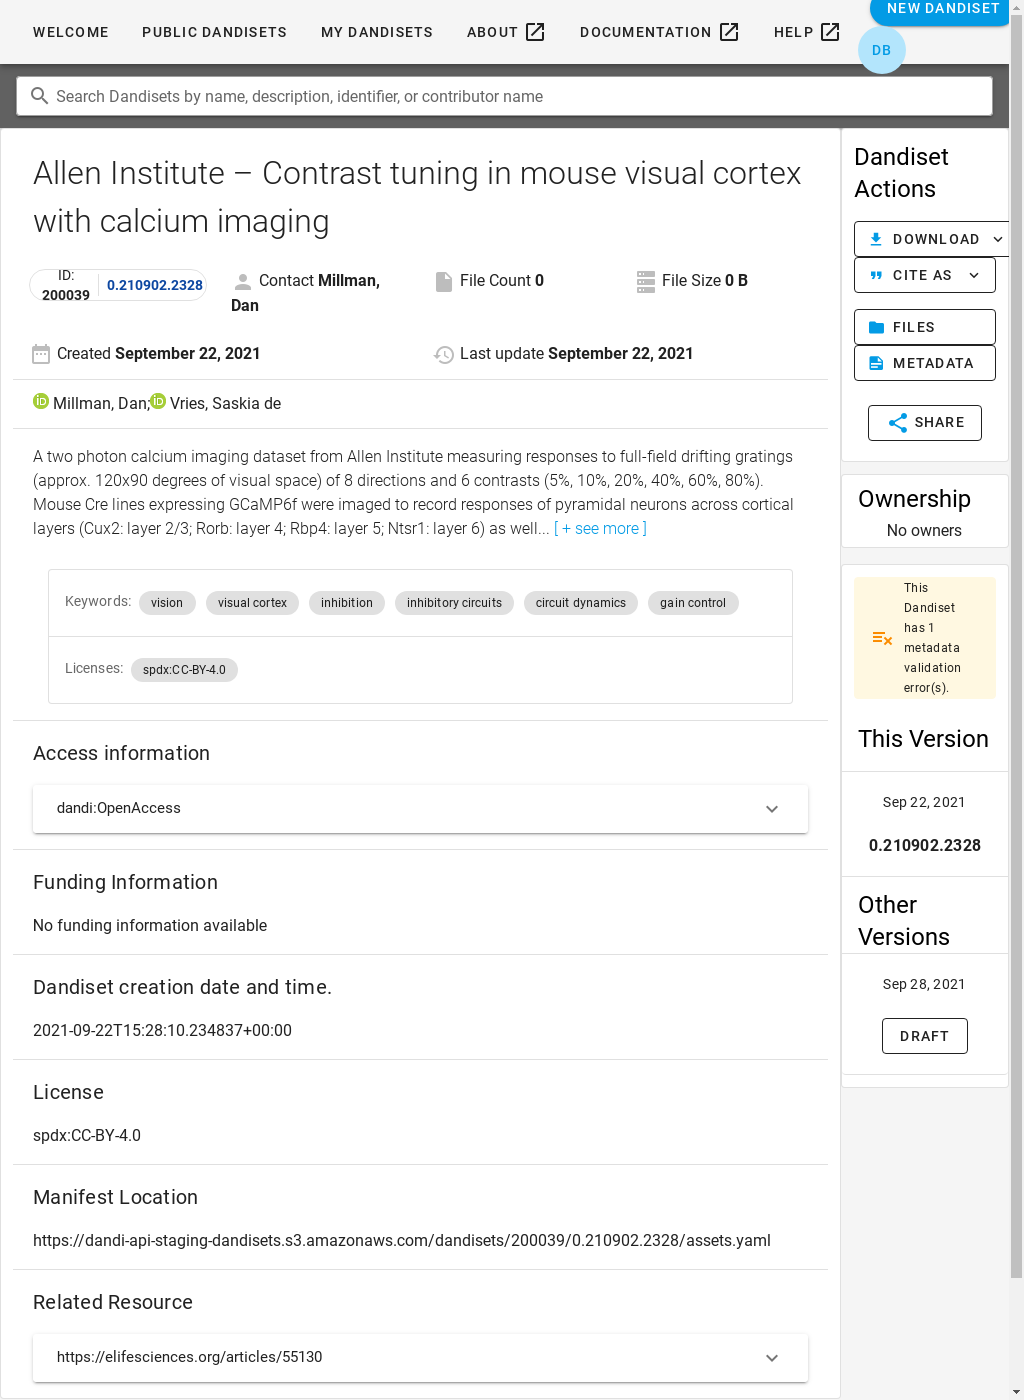 WELCOME PUBLIC DANDISETS MY DANDISETS ABOUT DOCUMENTATION HELP NEW DANDISET
DB
Search Dandisets by name, description, identifier, or contributor name
Allen Institute – Contrast tuning in mouse visual cortex
with calcium imaging
ID:
200039
0.210902.2328
Contact Millman,
Dan
File Count 0
File Size 0 B
Created September 22, 2021
Last update September 22, 2021
Millman, Dan; Vries, Saskia de
A two photon calcium imaging dataset from Allen Institute measuring responses to full-field drifting gratings
(approx. 120x90 degrees of visual space) of 8 directions and 6 contrasts (5%, 10%, 20%, 40%, 60%, 80%).
Mouse Cre lines expressing GCaMP6f were imaged to record responses of pyramidal neurons across cortical
layers (Cux2: layer 2/3; Rorb: layer 4; Rbp4: layer 5; Ntsr1: layer 6) as well... [ + see more ]
Keywords: vision visual cortex inhibition inhibitory circuits circuit dynamics gain control
Licenses: spdx:CC-BY-4.0
Access information
dandi:OpenAccess
Funding Information
No funding information available
Dandiset creation date and time.
2021-09-22T15:28:10.234837+00:00
License
spdx:CC-BY-4.0
Manifest Location
https://dandi-api-staging-dandisets.s3.amazonaws.com/dandisets/200039/0.210902.2328/assets.yaml
Related Resource
https://elifesciences.org/articles/55130
Dandiset
Actions
DOWNLOAD
CITE AS
FILES
METADATA
SHARE
Ownership
No owners
This
Dandiset
has 1
metadata
validation
error(s).
This Version
Sep 22, 2021
0.210902.2328
Other
Versions
Sep 28, 2021
DRAFT